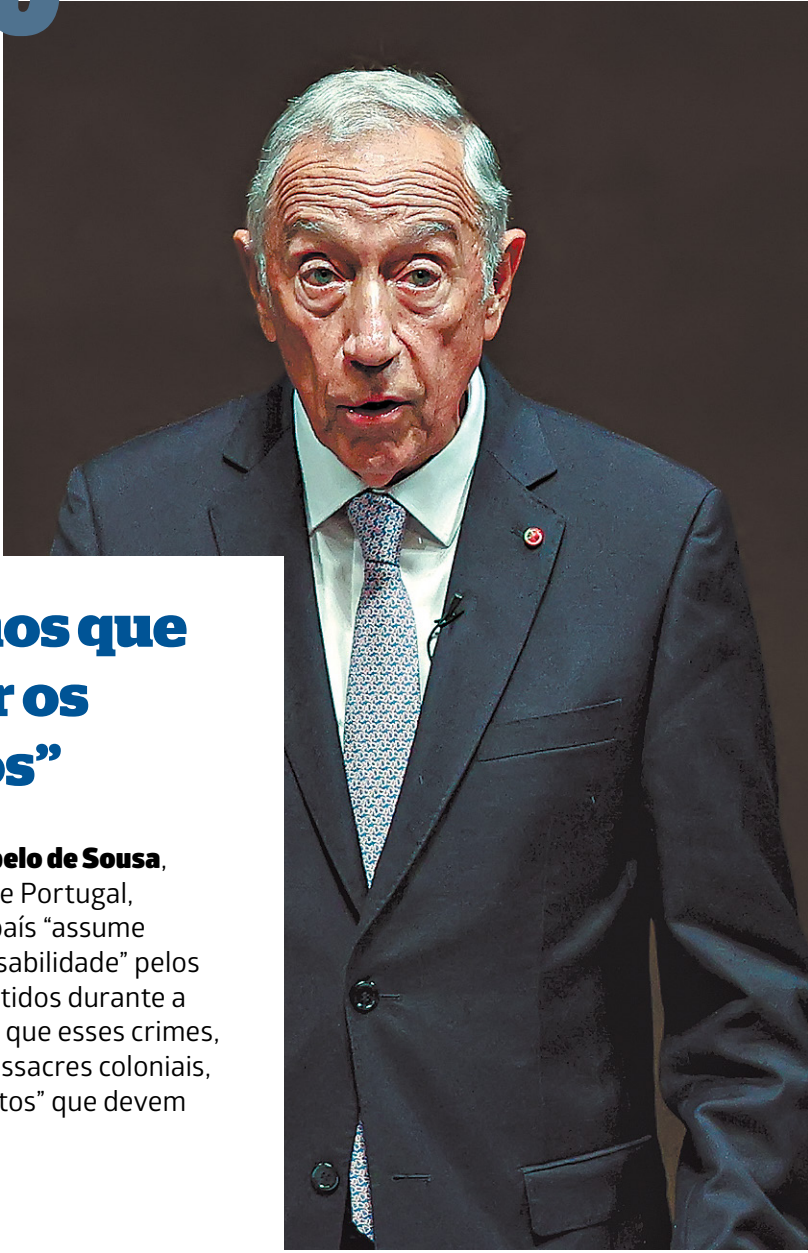 os que
r os
os”
elo de Sousa,
e Portugal,
país “assume
sabilidade” pelos
tidos durante a
que esses crimes,
ssacres coloniais,
tos” que devem